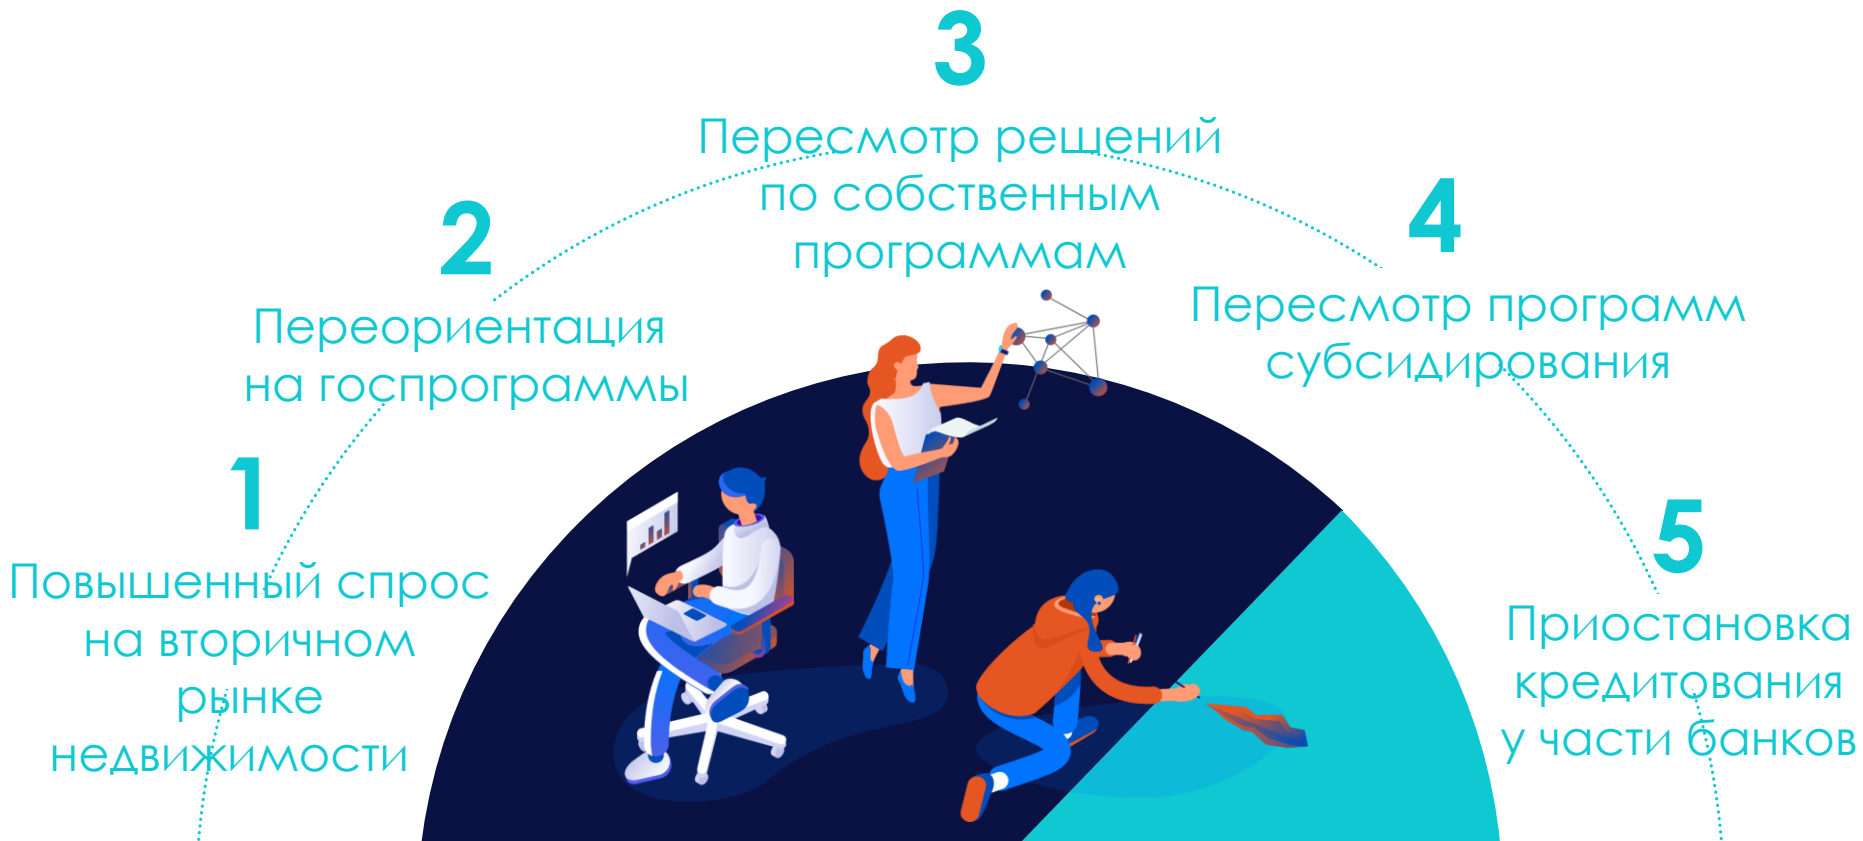 1
Повышенный спрос
на вторичном
рынке
недвижимости
2
Переориентация
на госпрограммы
3
Пересмотр решений
по собственным
программам
4
Пересмотр программ
субсидирования
5
Приостановка
кредитования
у части банков